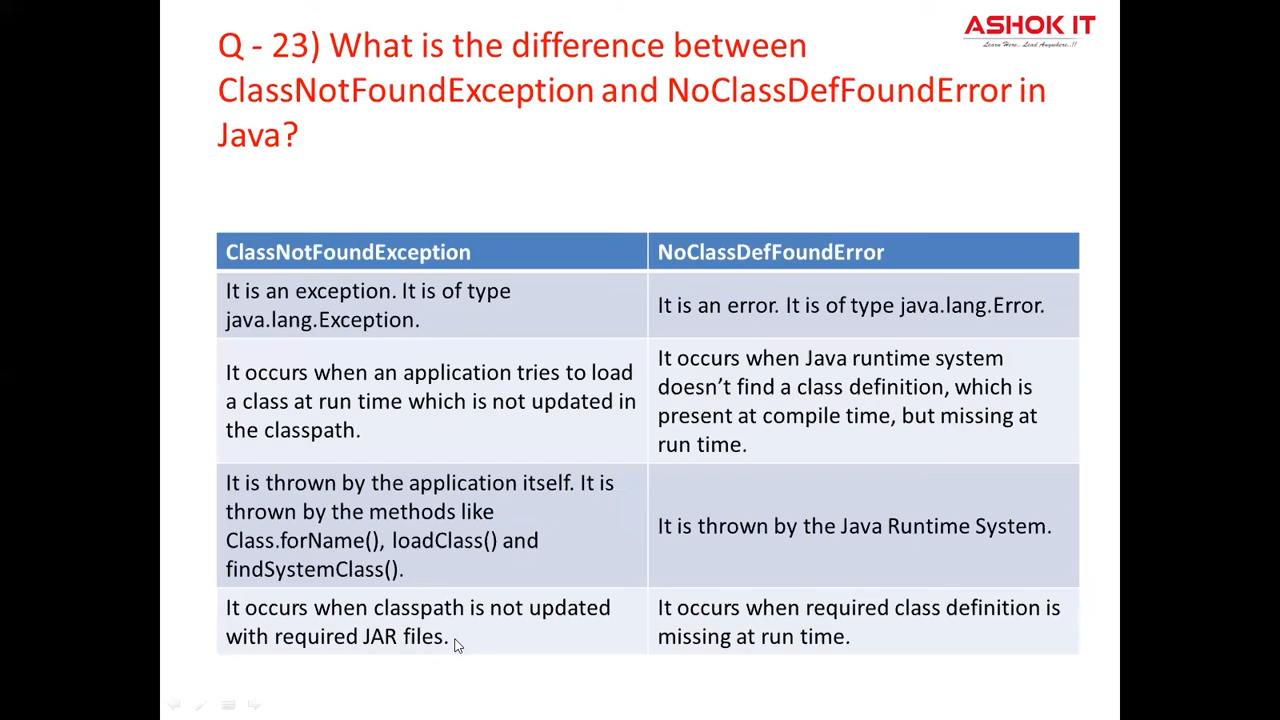 ASHOK IT
Learn Here.. Lead Anywhere..!!
Q - 23) What is the difference between
ClassNotFoundException and NoClassDefFoundError in
Java?
ClassNotFoundException
NoClassDefFoundError
It is an exception. It is of type
java.lang.Exception.
It is an error. It is of type java.lang.Error.
It occurs when an application tries to load
a class at run time which is not updated in
the classpath.
It occurs when Java runtime system
doesn’t find a class definition, which is
present at compile time, but missing at
run time.
It is thrown by the application itself. It is
thrown by the methods like
Class.forName(), loadClass() and
findSystemClass().
It is thrown by the Java Runtime System.
It occurs when classpath is not updated
with required JAR files.
It occurs when required class definition is
missing at run time.